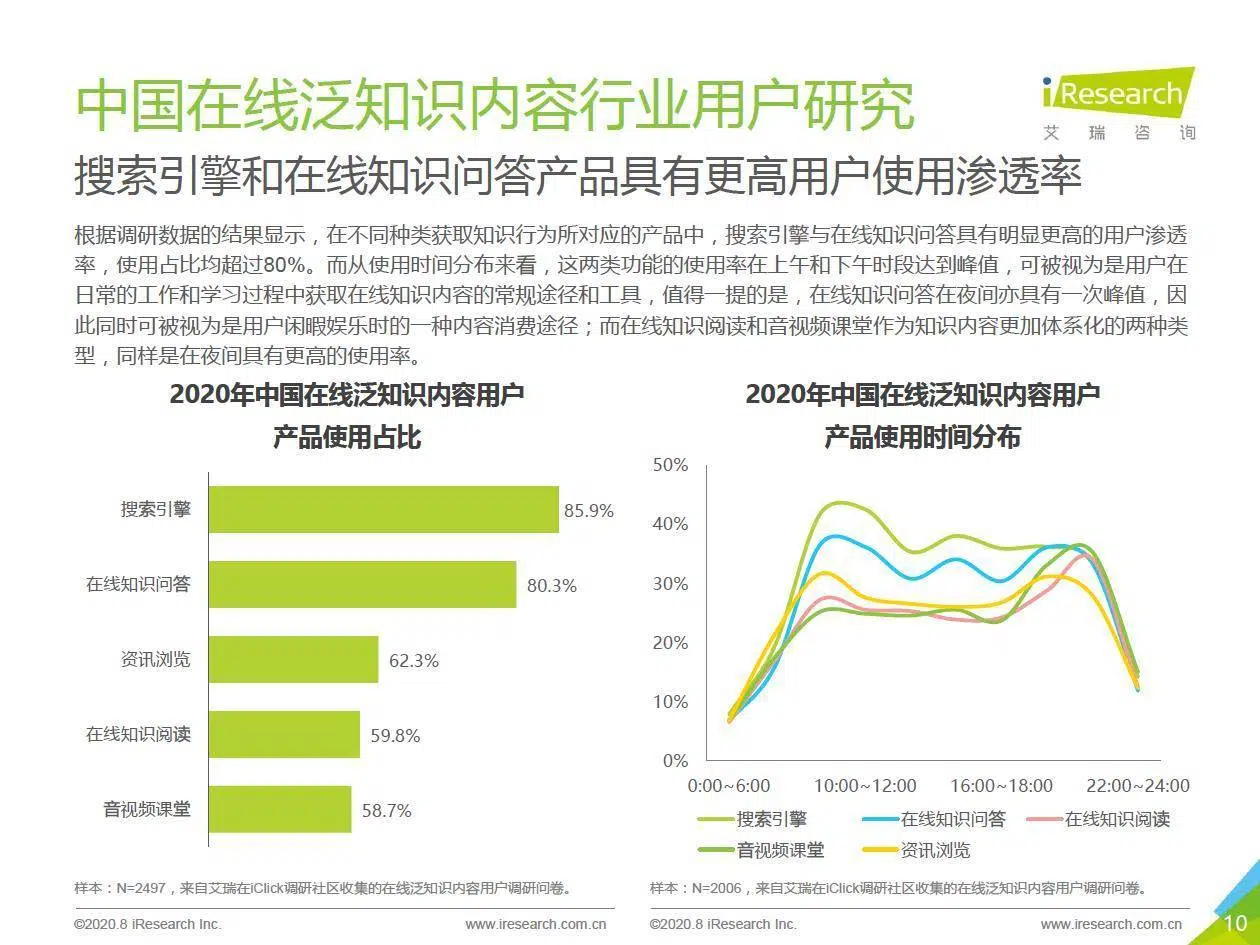 中国在线泛知识内容行业用户研究
iResearch
艾瑞咨询
搜索引擎和在线知识问答产品具有更高用户使用渗透率
根据调研数据的结果显示，在不同种类获取知识行为所对应的产品中，搜索引擎与在线知识问答具有明显更高的用户渗透
率，使用占比均超过80%。而从使用时间分布来看，这两类功能的使用率在上午和下午时段达到峰值，可被视为是用户在
日常的工作和学习过程中获取在线知识内容的常规途径和工具，值得一提的是，在线知识问答在夜间亦具有一次峰值，因
此同时可被视为是用户闲暇娱乐时的一种内容消费途径；而在线知识阅读和音视频课堂作为知识内容更加体系化的两种类
型，同样是在夜间具有更高的使用率。
2020年中国在线泛知识内容用户
产品使用占比
搜索引擎
85.9%
在线知识问答
80.3%
资讯浏览
62.3%
在线知识阅读
59.8%
音视频课堂
58.7%
样本：N=2497，来自艾瑞在iClick调研社区收集的在线泛知识内容用户调研问卷。
©2020.8 iResearch Inc.
www.iresearch.com.cn
2020年中国在线泛知识内容用户
产品使用时间分布
50%
40%
30%
20%
10%
0%
0:00~6:00
10:00~12:00
16:00~18:00
22:00~24:00
搜索引擎
在线知识问答
在线知识阅读
音视频课堂
资讯浏览
样本：N=2006，来自艾瑞在iClick调研社区收集的在线泛知识内容用户调研问卷。
©2020.8 iResearch Inc.
www.iresearch.com.cn
10